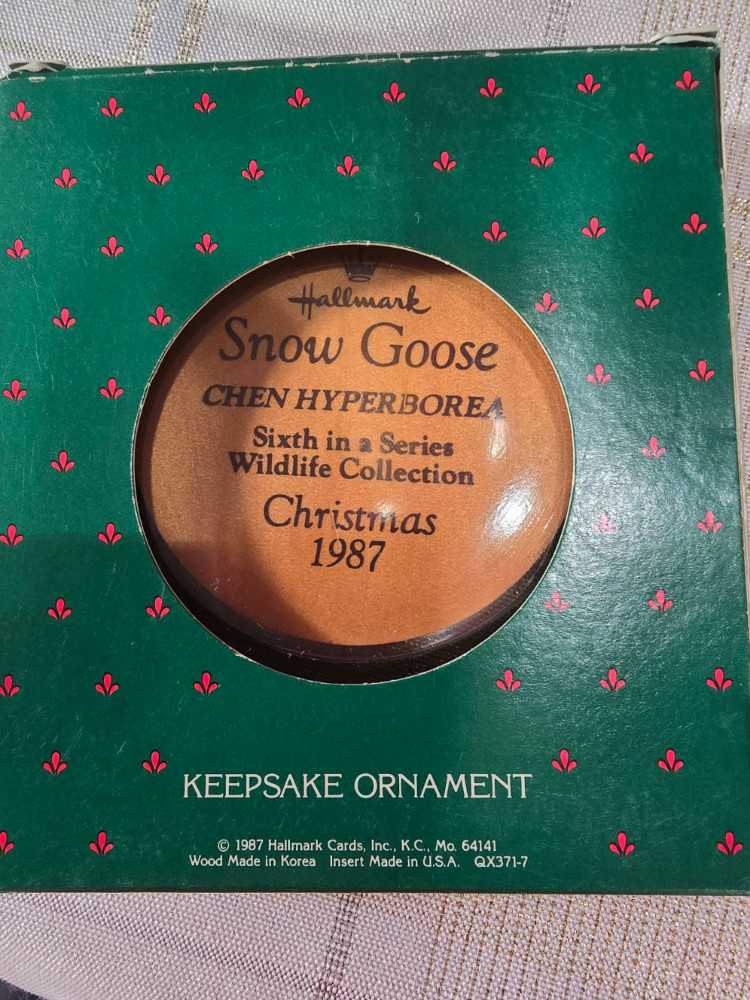 Hallmark
Snow Goose
CHEN HYPERBOREA
Sixth in a Series
Wildlife Collection
Christmas
1987
KEEPSAKE ORNAMENT
© 1987 Hallmark Cards, Inc., K.C., Mo. 64141
Wood Made in Korea Insert Made in U.S.A. QX371-7